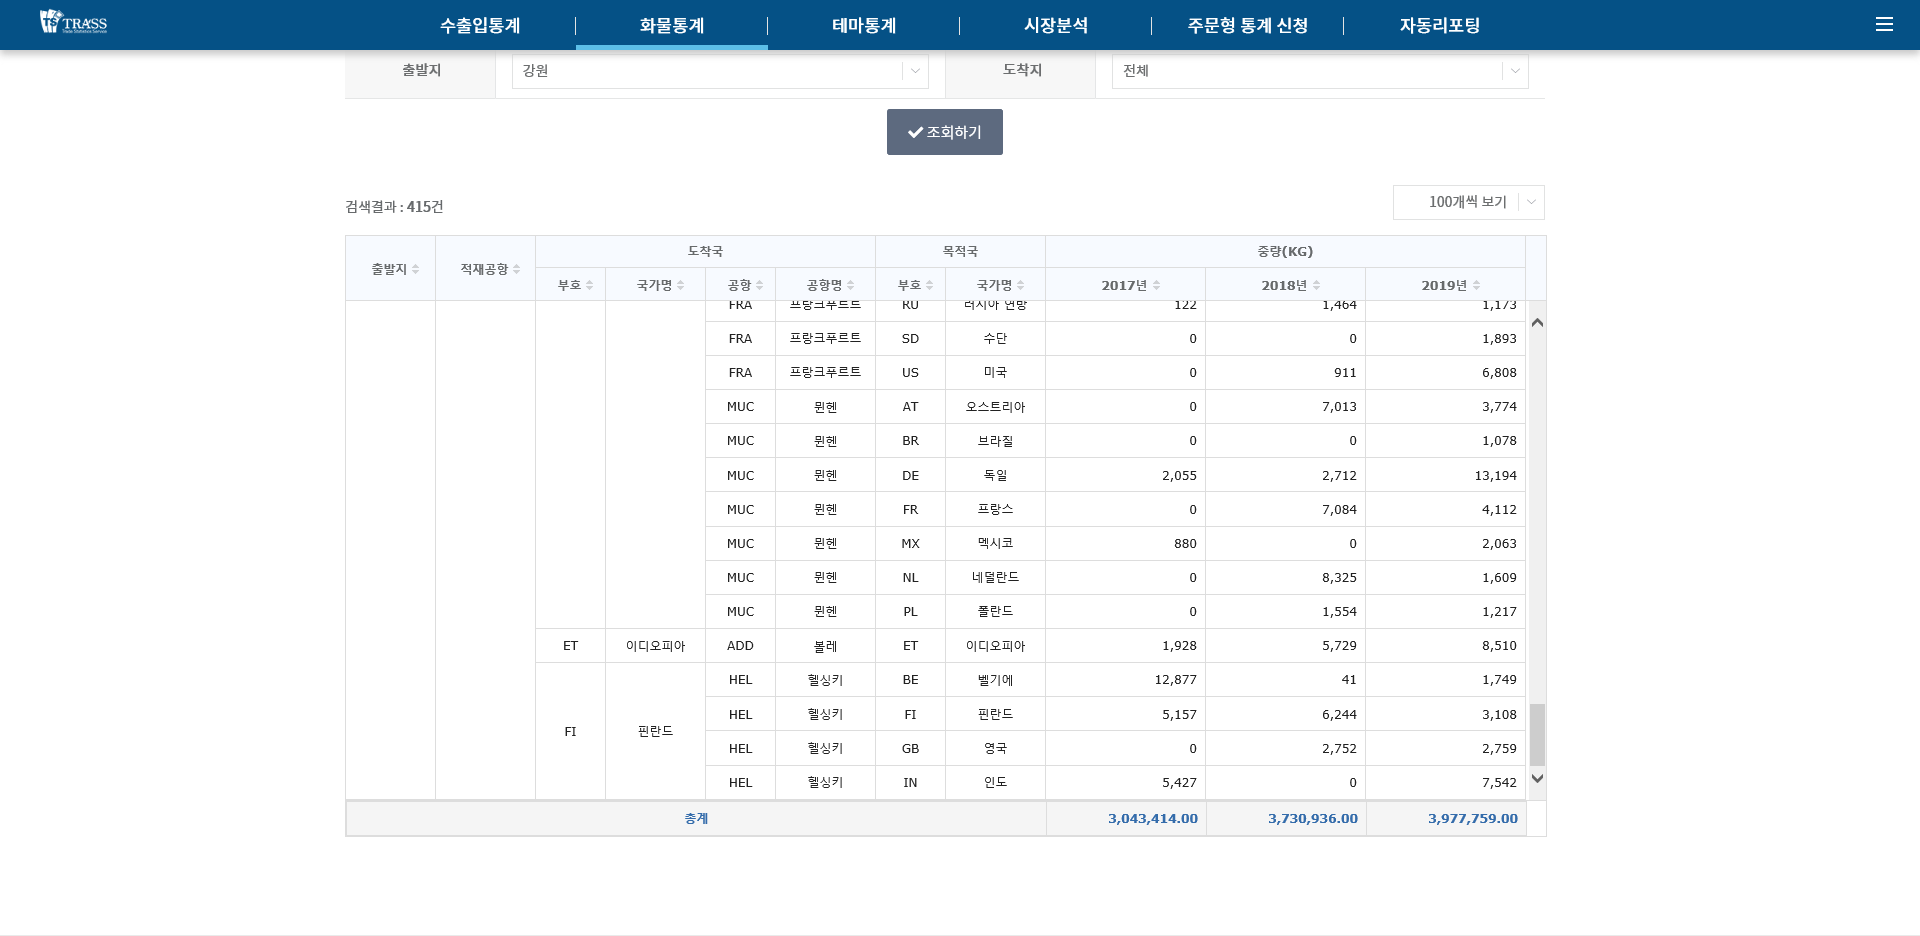 TS TRASS
Trade Statistics Service
수출입통계
화물통계
테마통계
시장분석
주문형 통계 신청
자동리포팅
출발지 강원 도착지 전체
조회하기
검색결과 : 415건
100개씩 보기
출발지 적재공항 도착국 목적국 중량(KG)
부호 국가명 공항 공항명 부호 국가명 2017년 2018년 2019년
FRA 프랑크푸르트 RU 러시아 연방 122 1,464 1,173
FRA 프랑크푸르트 SD 수단 0 0 1,893
FRA 프랑크푸르트 US 미국 0 911 6,808
MUC 뮌헨 AT 오스트리아 0 7,013 3,774
MUC 뮌헨 BR 브라질 0 0 1,078
MUC 뮌헨 DE 독일 2,055 2,712 13,194
MUC 뮌헨 FR 프랑스 0 7,084 4,112
MUC 뮌헨 MX 멕시코 880 0 2,063
MUC 뮌헨 NL 네덜란드 0 8,325 1,609
MUC 뮌헨 PL 폴란드 0 1,554 1,217
ET 이디오피아 ADD 볼레 ET 이디오피아 1,928 5,729 8,510
FI 핀란드 HEL 헬싱키 BE 벨기에 12,877 41 1,749
HEL 헬싱키 FI 핀란드 5,157 6,244 3,108
HEL 헬싱키 GB 영국 0 2,752 2,759
HEL 헬싱키 IN 인도 5,427 0 7,542
총계 3,043,414.00 3,730,936.00 3,977,759.00